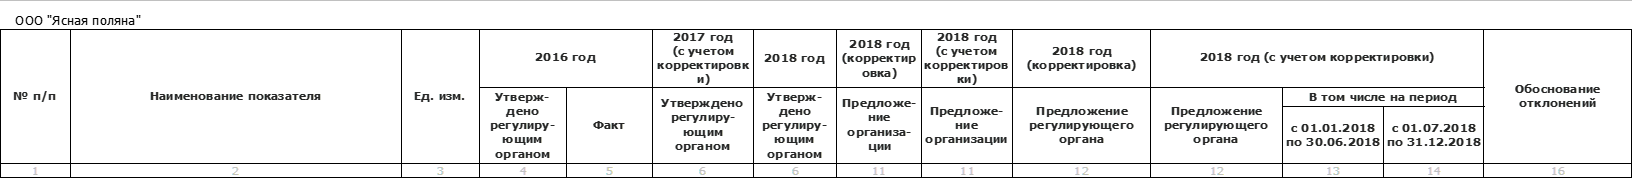 ООО "Ясная поляна"
№ п/п
Наименование показателя
Ед. изм.
2016 год
2017 год
(с учетом
корректировк
и)
2018 год
2018 год
(корректир
овка)
2018 год
(с учетом
корректиров
ки)
2018 год
(корректировка)
2018 год (с учетом корректировки)
Обоснование
отклонений
Утверж-
дено
регулиру-
ющим
органом
Факт
Утверждено
регулиру-
ющим
органом
Утверж-
дено
регулиру-
ющим
органом
Предложе-
ние
организа-
ции
Предложе-
ние
организации
Предложение
регулирующего
органа
Предложение
регулирующего
органа
В том числе на период
с 01.01.2018
по 30.06.2018
с 01.07.2018
по 31.12.2018
1 2 3 4 5 6 6 11 11 12 12 13 14 16